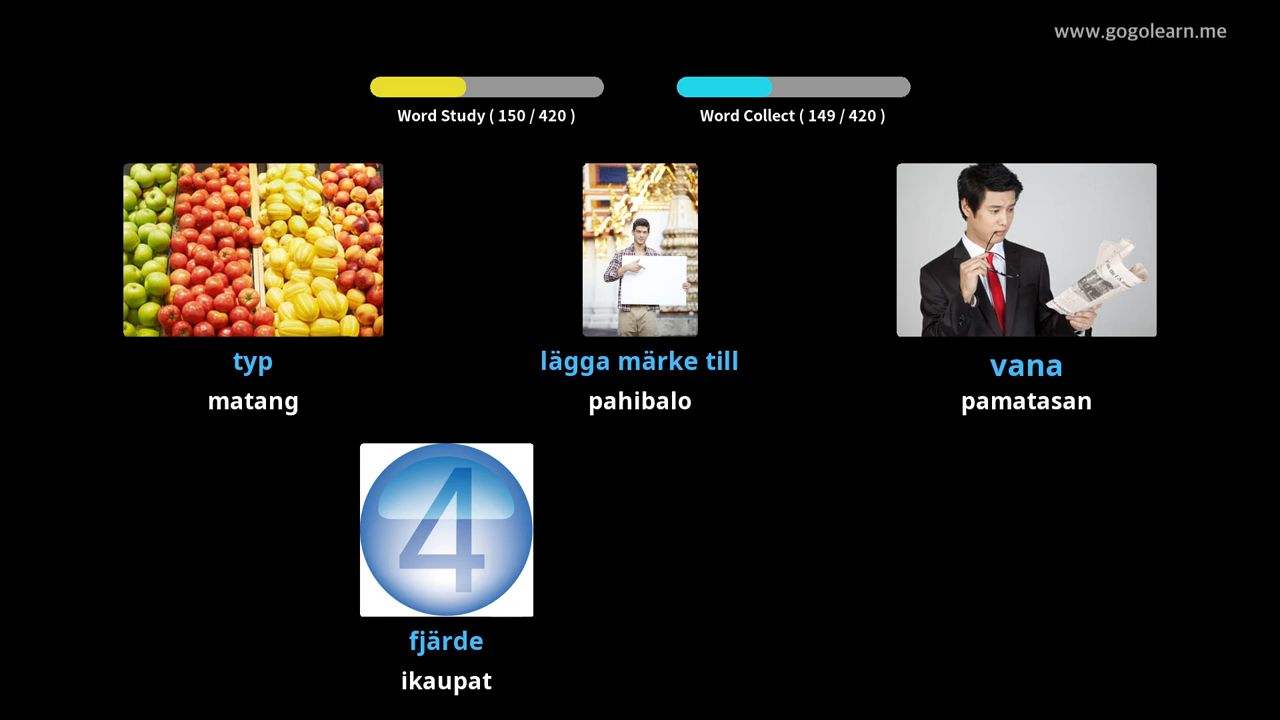 www.gogolearn.me
Word Study ( 150 / 420 )
Word Collect ( 149 / 420 )
typ
matang
lägga märke till
pahibalo
vana
pamatasan
4
fjärde
ikaupat